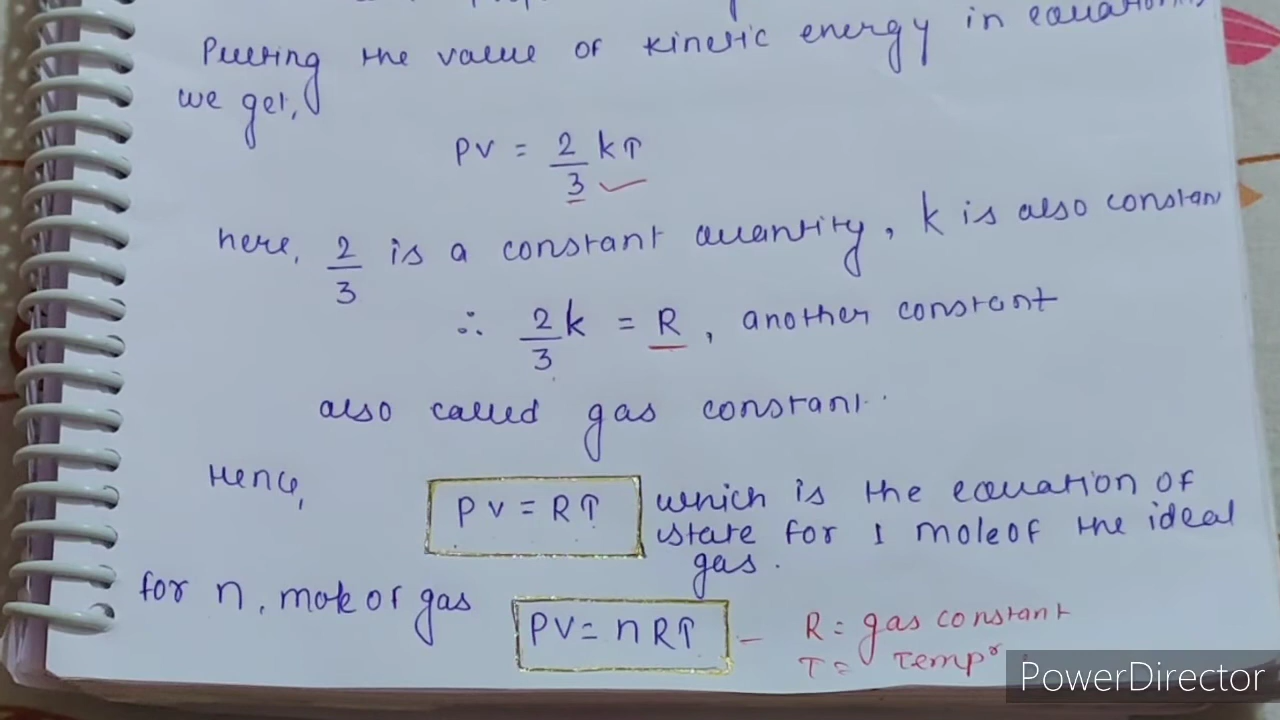 Putting the value of kinetic energy in equation
we get,
PV = 2/3 kT
here, 2/3 is a constant quantity, k is also constan
∴ 2/3 k = R, another constant
also called gas constant.
Hence,
PV = RT which is the equation of
state for 1 mole of the ideal
gas.
for n, mole of gas
PV = nRT – R = gas constant
T = Tempr
PowerDirector